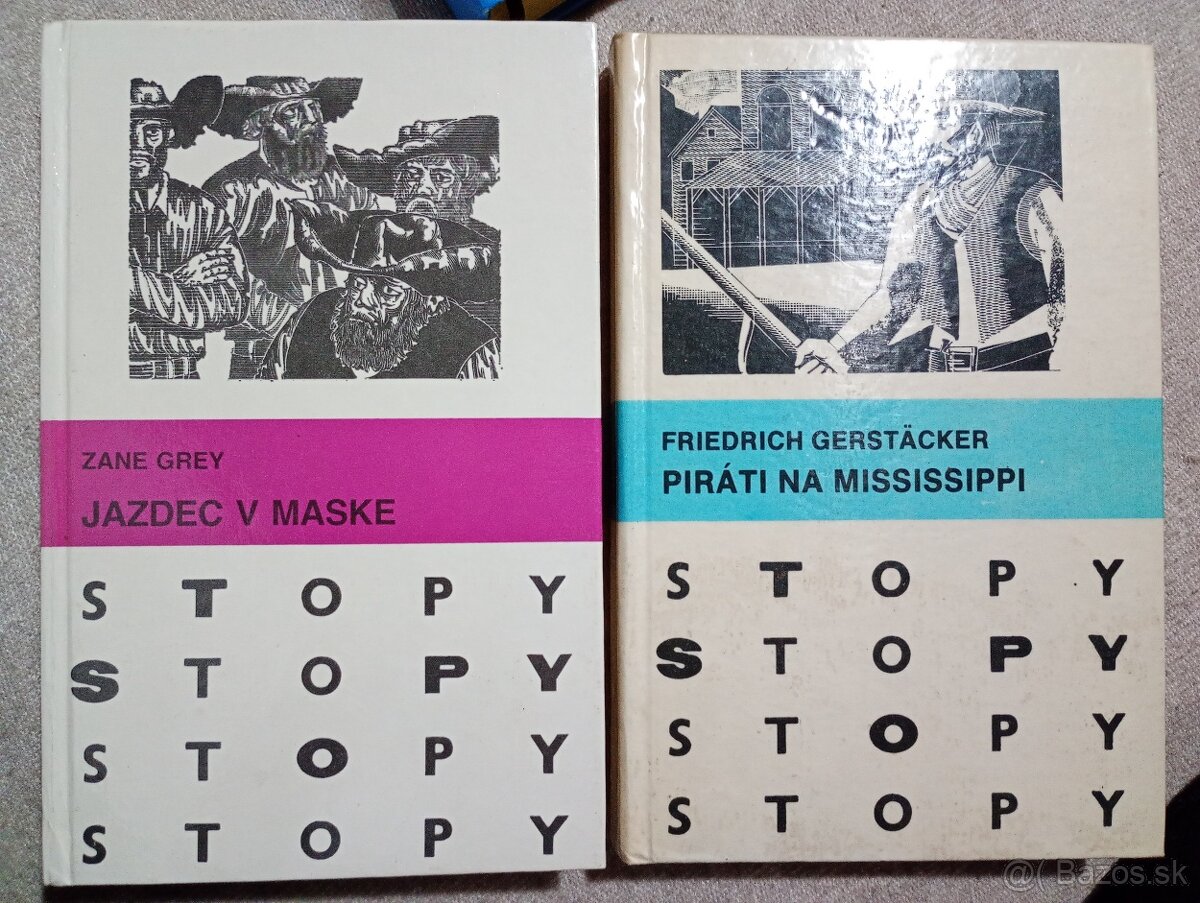 ZANE GREY
JAZDEC V MASKE
S T O P Y
S T O P Y
S T O P Y
S T O P Y
FRIEDRICH GERSTÄCKER
PIRÁTI NA MISSISSIPPI
S T O P Y
S T O P Y
S T O P Y
S T O P Y
@( Bazos.sk